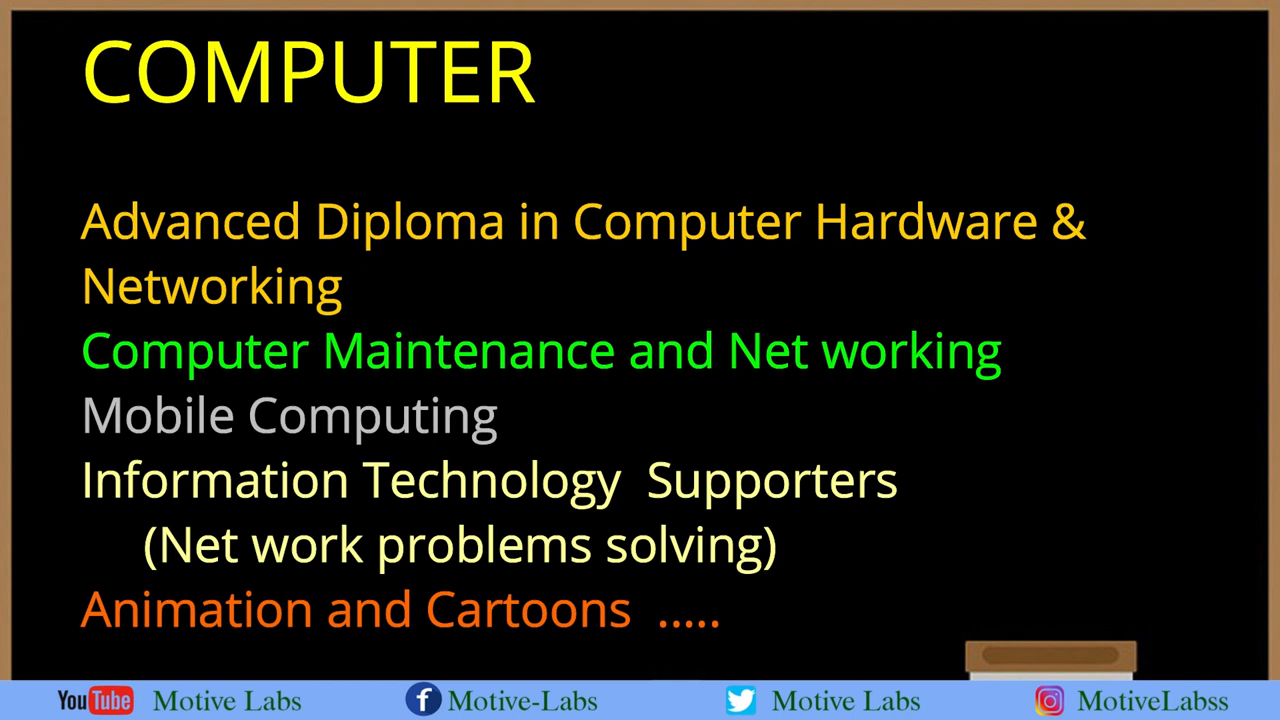 COMPUTER
Advanced Diploma in Computer Hardware &
Networking
Computer Maintenance and Net working
Mobile Computing
Information Technology  Supporters
(Net work problems solving)
Animation and Cartoons  .....
YouTube Motive Labs f Motive-Labs Motive Labs MotiveLabss